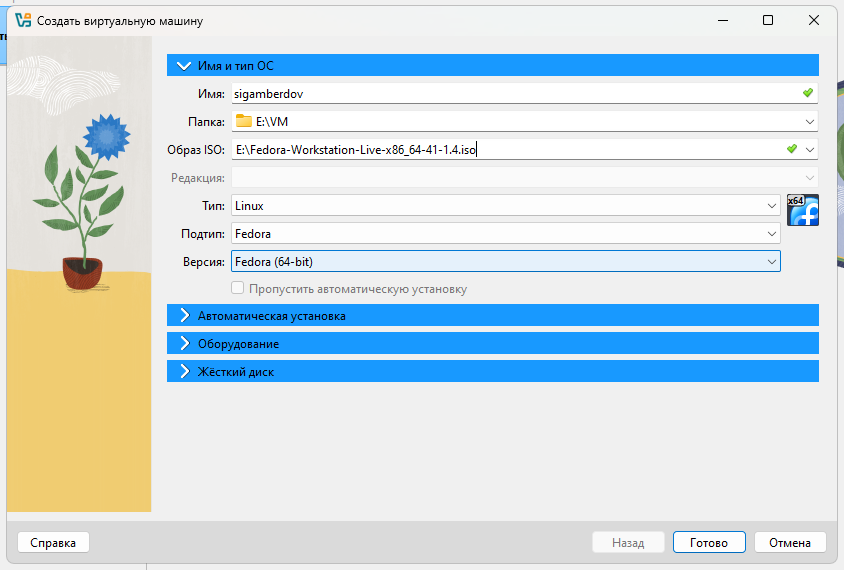 Создать виртуальную машину
Имя и тип ОС
Имя: sigamberdov
Папка: E:\VM
Образ ISO: E:\Fedora-Workstation-Live-x86_64-41-1.4.iso
Редакция:
Тип: Linux
x64
Подтип: Fedora
Версия: Fedora (64-bit)
Пропустить автоматическую установку
Автоматическая установка
Оборудование
Жёсткий диск
Справка
Назад
Готово
Отмена